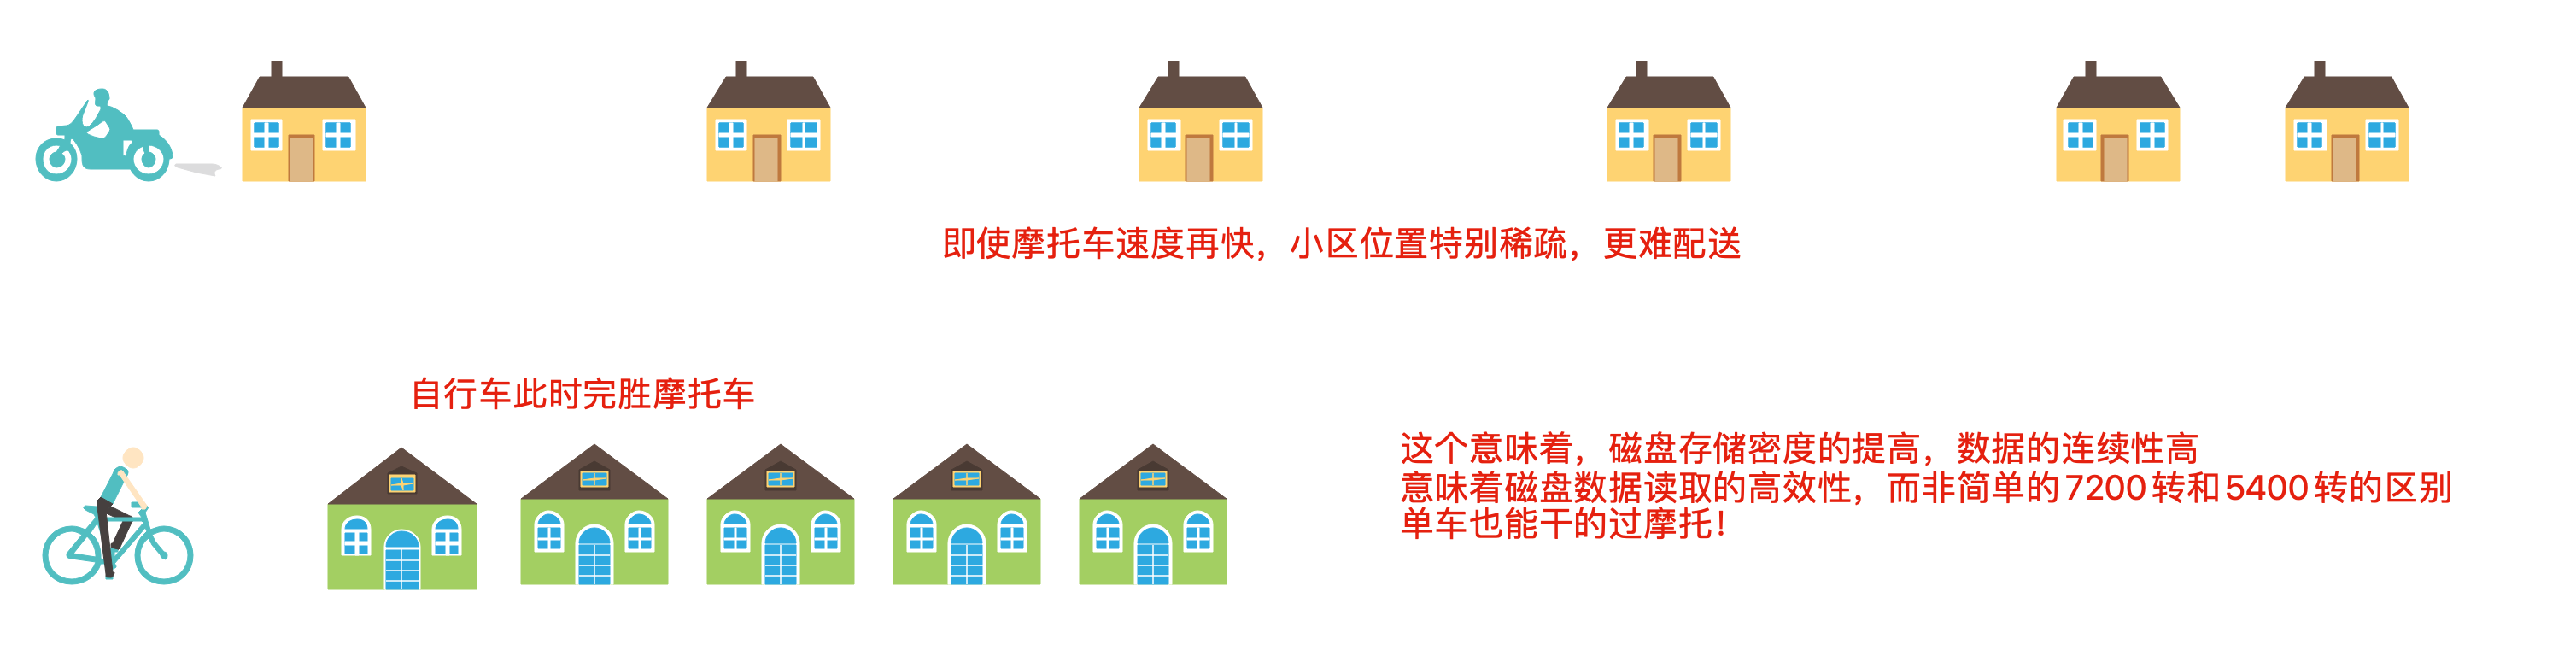 即使摩托车速度再快，小区位置特别稀疏，更难配送
自行车此时完胜摩托车
这个意味着，磁盘存储密度的提高，数据的连续性高
意味着磁盘数据读取的高效性，而非简单的7200转和5400转的区别
单车也能干的过摩托！